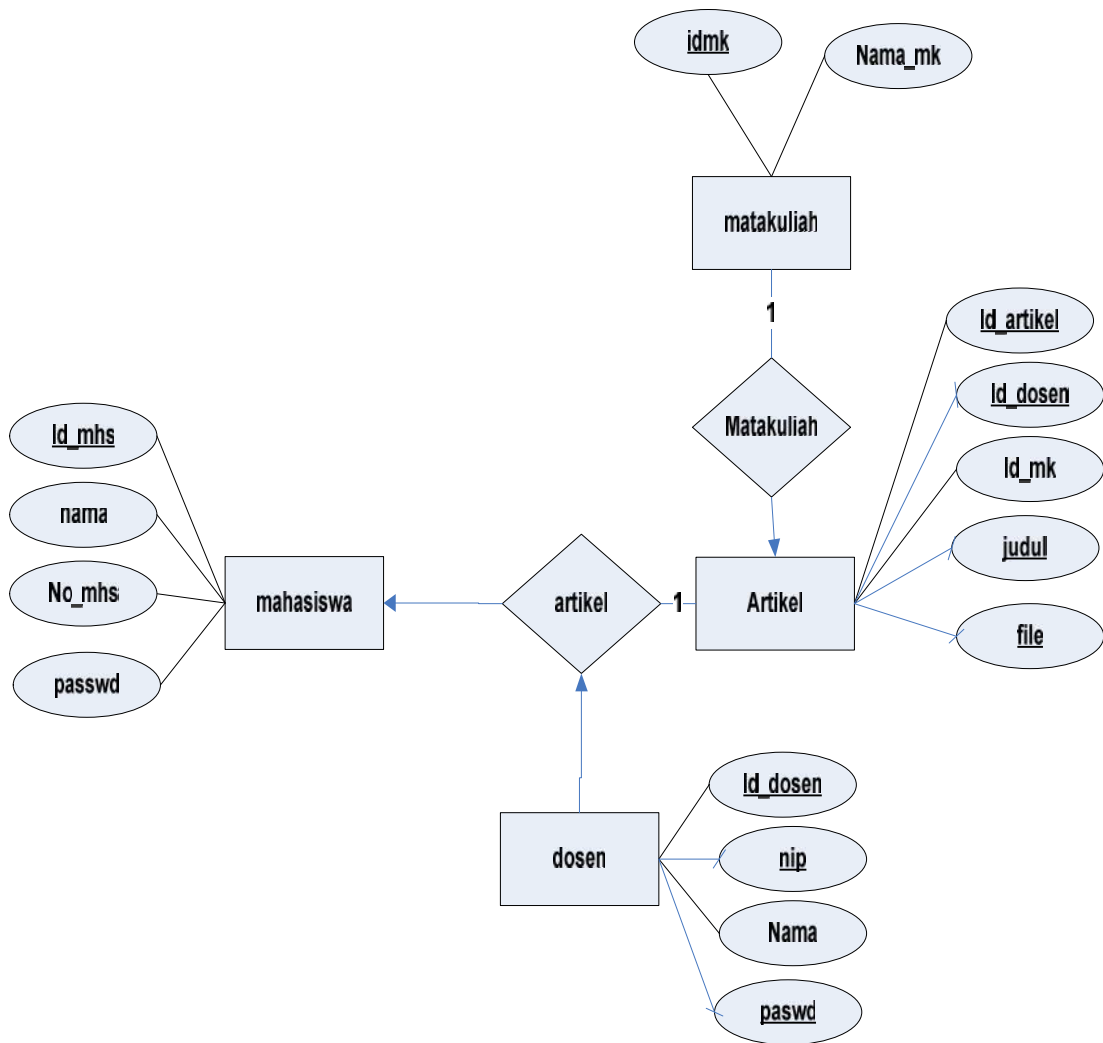 idmk
Nama_mk
matakuliah
1
Matakuliah
Id_artikel
Id_dosen
Id_mk
judul
file
Id_mhs
nama
No_mhs
passwd
mahasiswa
artikel
1
Artikel
dosen
Id_dosen
nip
Nama
paswd